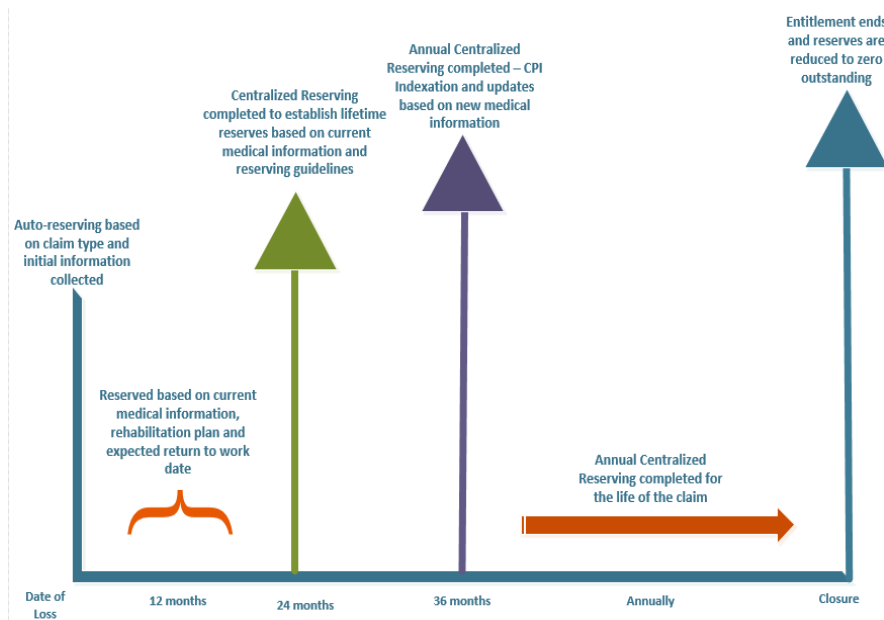 Entitlement ends
and reserves are
reduced to zero
outstanding
Annual Centralized
Reserving completed – CPI
Indexation and updates
based on new medical
information
Centralized Reserving
completed to establish lifetime
reserves based on current
medical information and
reserving guidelines
Auto-reserving based
on claim type and
initial information
collected
Reserved based on current
medical information,
rehabilitation plan and
expected return to work
date
Annual Centralized
Reserving completed for
the life of the claim
Date of
Loss
12 months
24 months
36 months
Annually
Closure